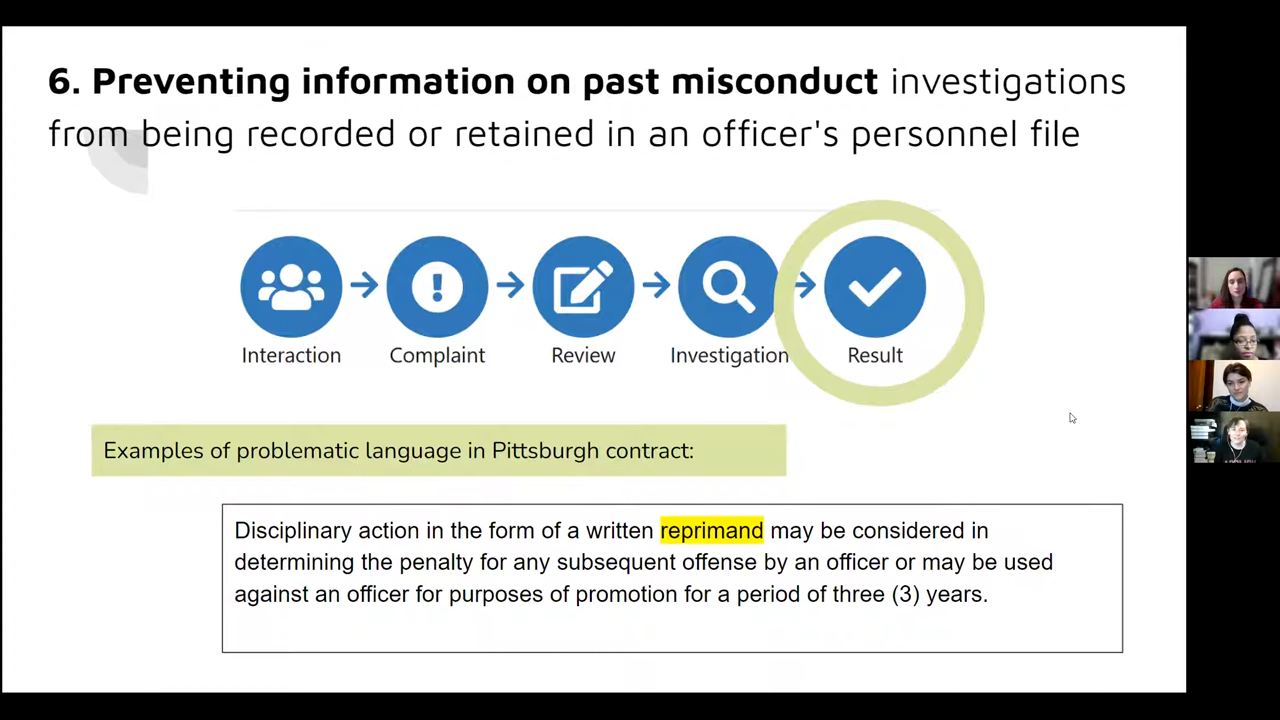 6. Preventing information on past misconduct investigations
from being recorded or retained in an officer's personnel file
Interaction
Complaint
Review
Investigation
Result
Examples of problematic language in Pittsburgh contract:
Disciplinary action in the form of a written reprimand may be considered in
determining the penalty for any subsequent offense by an officer or may be used
against an officer for purposes of promotion for a period of three (3) years.